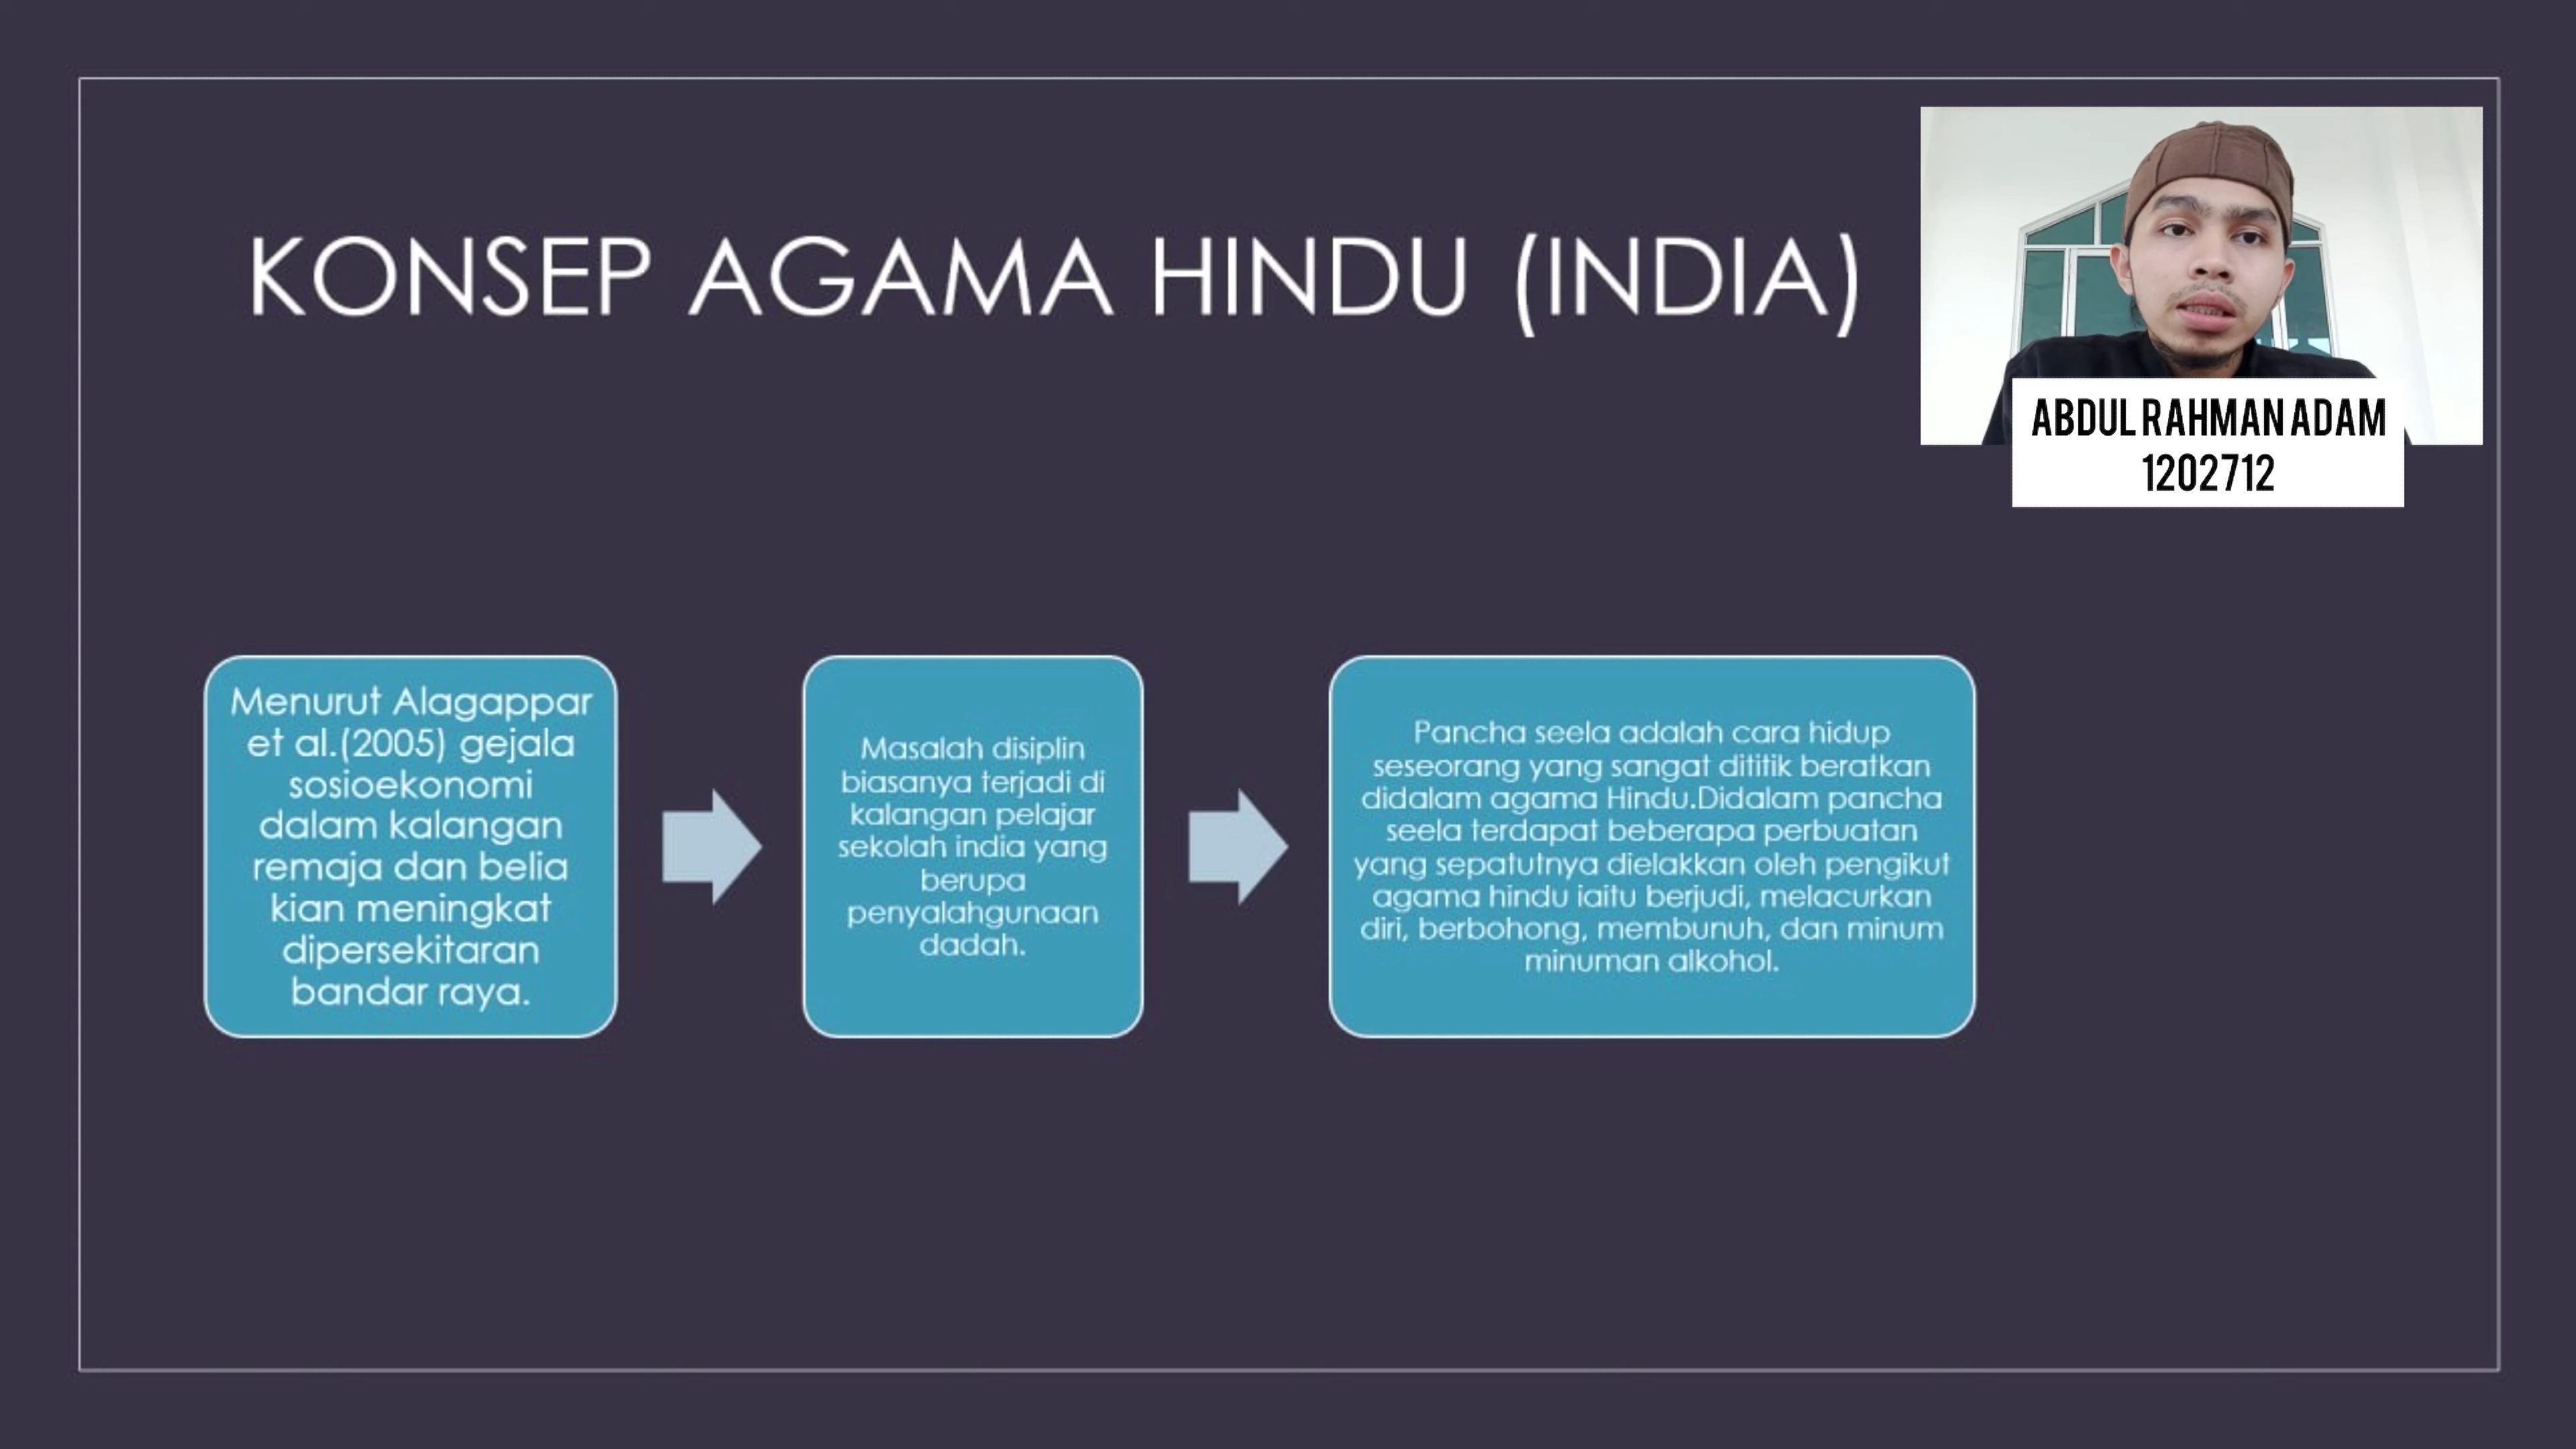 KONSEP AGAMA HINDU (INDIA)
ABDUL RAHMAN ADAM
1202712
Menurut Alagappar
et al.(2005) gejala
sosioekonomi
dalam kalangan
remaja dan belia
kian meningkat
dipersekitaran
bandar raya.
Masalah disiplin
biasanya terjadi di
kalangan pelajar
sekolah india yang
berupa
penyalahgunaan
dadah.
Pancha seela adalah cara hidup
seseorang yang sangat dititik beratkan
didalam agama Hindu.Didalam pancha
seela terdapat beberapa perbuatan
yang sepatutnya dielakkan oleh pengikut
agama hindu iaitu berjudi, melacurkan
diri, berbohong, membunuh, dan minum
minuman alkohol.